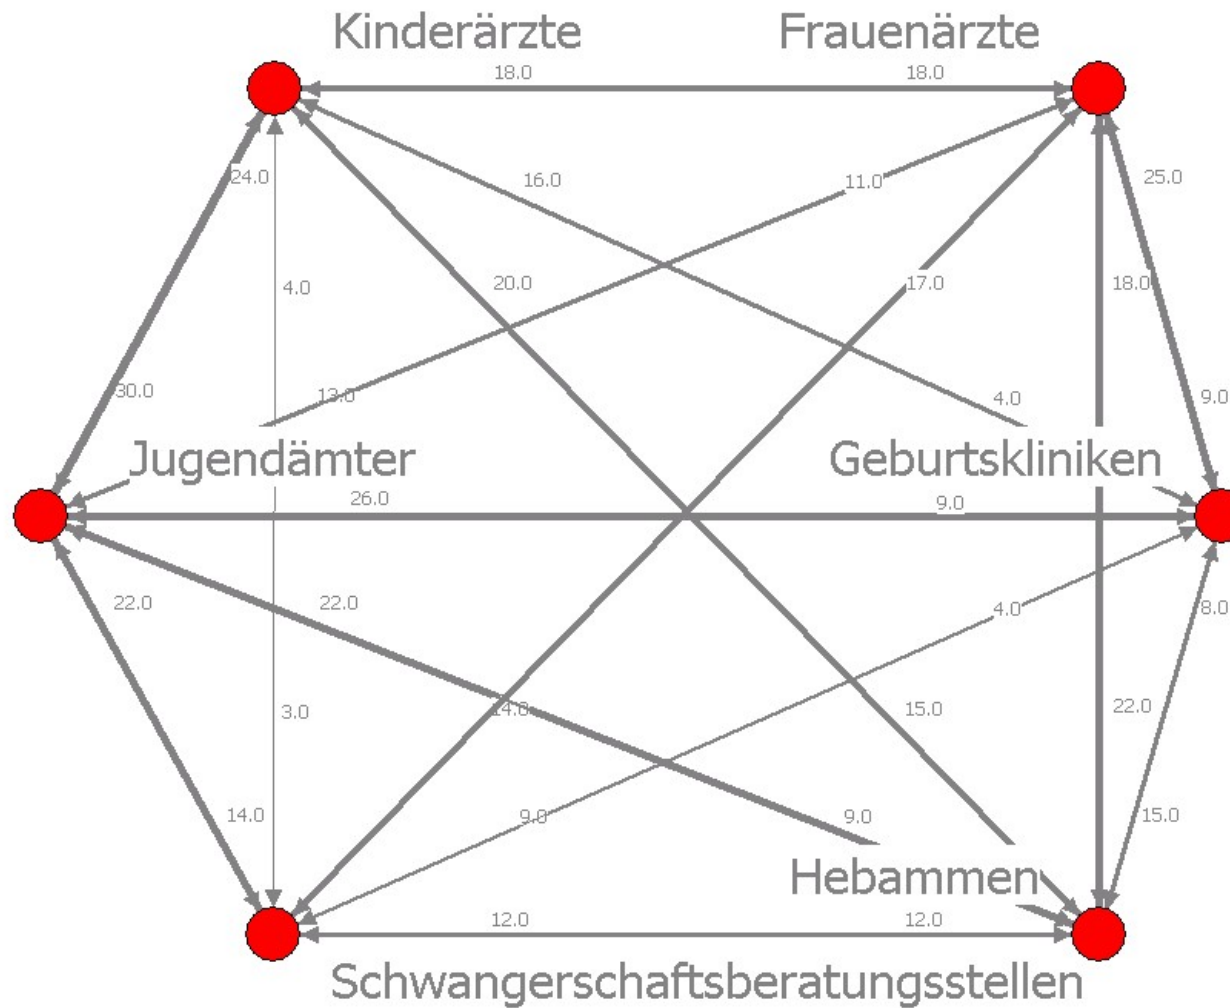 Kinderärzte Frauenärzte
18.0 18.0
24.0 16.0 11.0 25.0
4.0 20.0 17.0 18.0
30.0 13.0 4.0 9.0
Jugendämter Geburtskliniken
26.0 9.0
22.0 22.0 4.0 8.0
3.0 14.0 15.0 22.0
14.0 9.0 9.0 15.0
Hebammen
12.0 12.0
Schwangerschaftsberatungsstellen